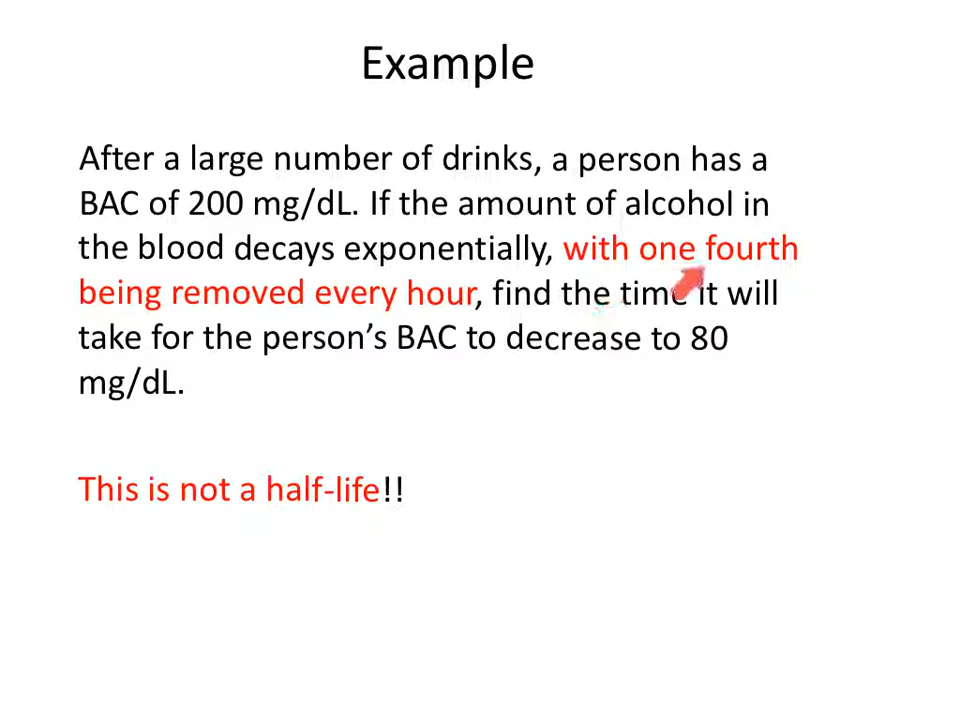 Example
After a large number of drinks, a person has a
BAC of 200 mg/dL. If the amount of alcohol in
the blood decays exponentially, with one fourth
being removed every hour, find the time it will
take for the person’s BAC to decrease to 80
mg/dL.
This is not a half-life!!